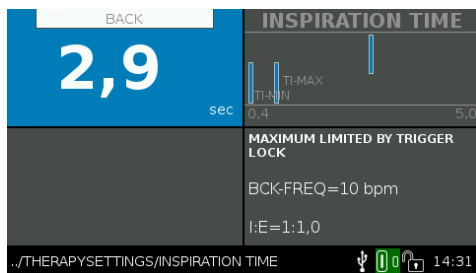 BACK
2,9
sec
INSPIRATION TIME
TI-MAX
TI-MIN
0,4 5,0
MAXIMUM LIMITED BY TRIGGER
LOCK
BCK-FREQ=10 bpm
I:E=1:1,0
../THERAPYSETTINGS/INSPIRATION TIME
14:31